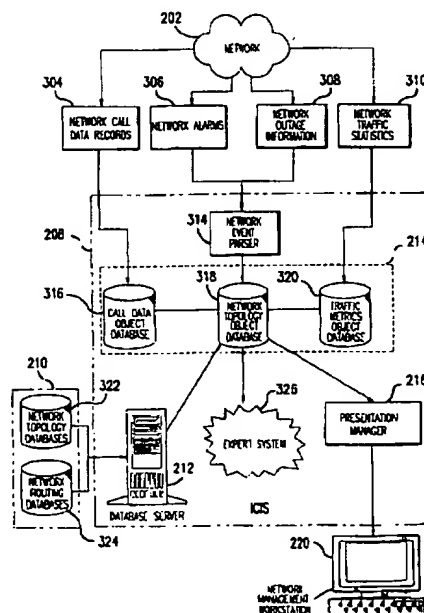 202
NETWORK
304
306
308
310
NETWORK CALL
DATA RECORDS
NETWORK ALARMS
NETWORK
OUTAGE
INFORMATION
NETWORK
TRAFFIC
STATISTICS
208
314
NETWORK
EVENT
PARSER
214
316
318
320
CALL DATA
OBJECT DATABASE
NETWORK
TOPOLOGY
OBJECT
DATABASE
TRAFFIC
METRICS
OBJECT
DATABASE
210
322
NETWORK
TOPOLOGY
DATABASES
NETWORK
ROUTING
DATABASES
324
212
DATABASE SERVER
326
EXPERT SYSTEM
216
PRESENTATION
MANAGER
220
NETWORK
MANAGEMENT
WORKSTATION